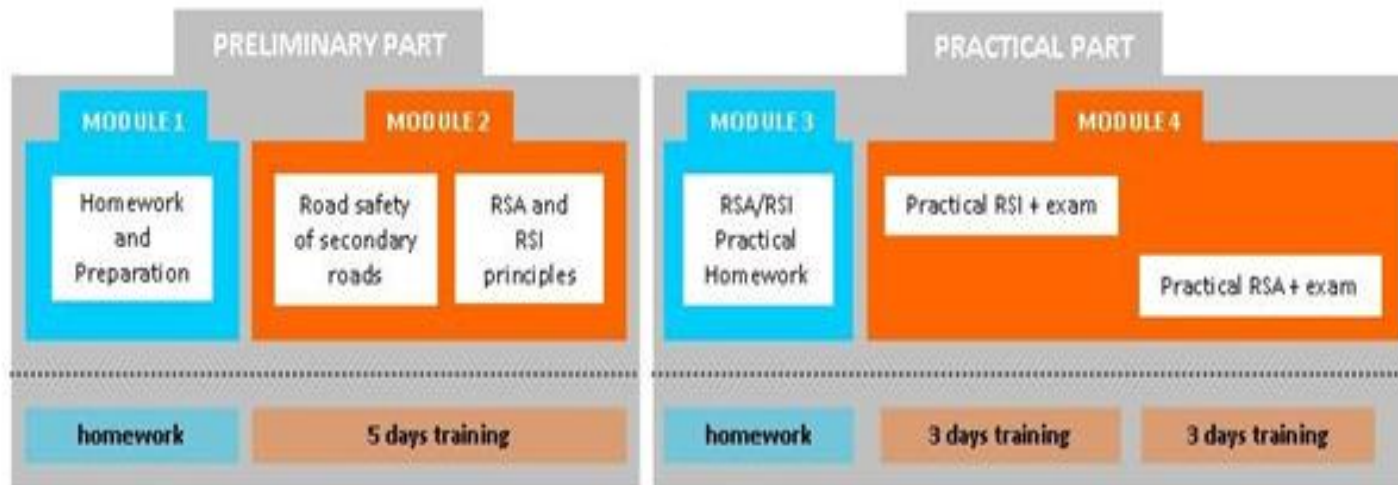 PRELIMINARY PART
MODULE 1
Homework
and
Preparation
MODULE 2
Road safety
of secondary
roads
RSA and
RSI
principles
homework
5 days training
PRACTICAL PART
MODULE 3
RSA/RSI
Practical
Homework
MODULE 4
Practical RSI + exam
Practical RSA + exam
homework
3 days training
3 days training